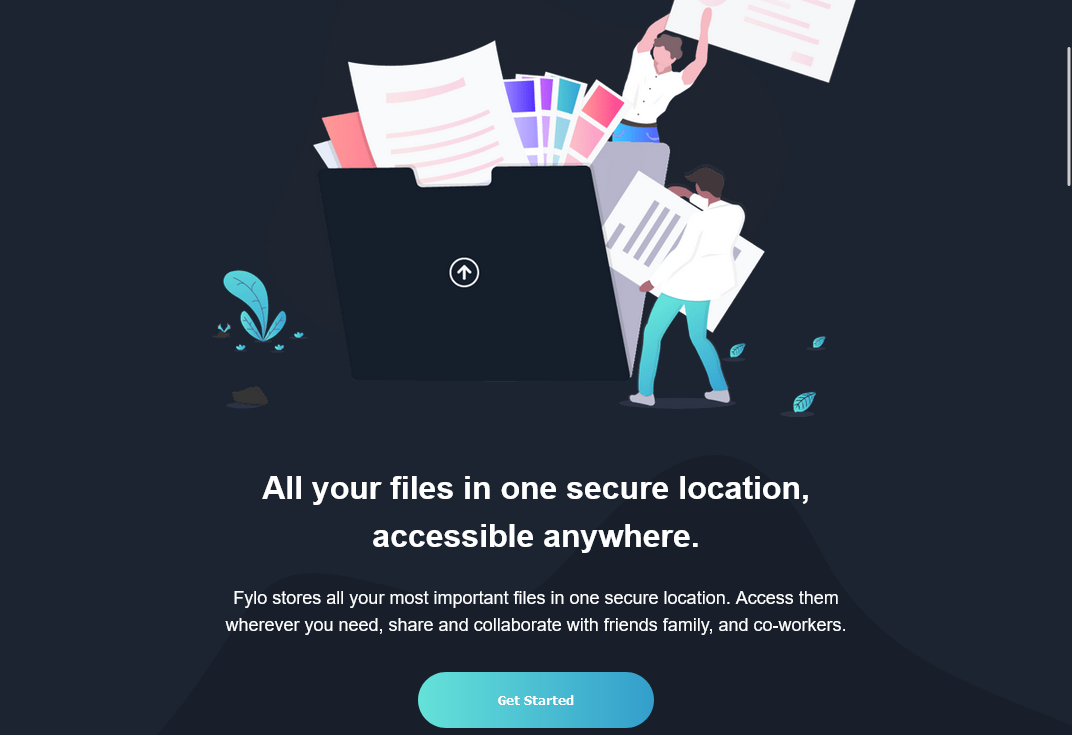 All your files in one secure location,
accessible anywhere.
Fylo stores all your most important files in one secure location. Access them
wherever you need, share and collaborate with friends family, and co-workers.
Get Started